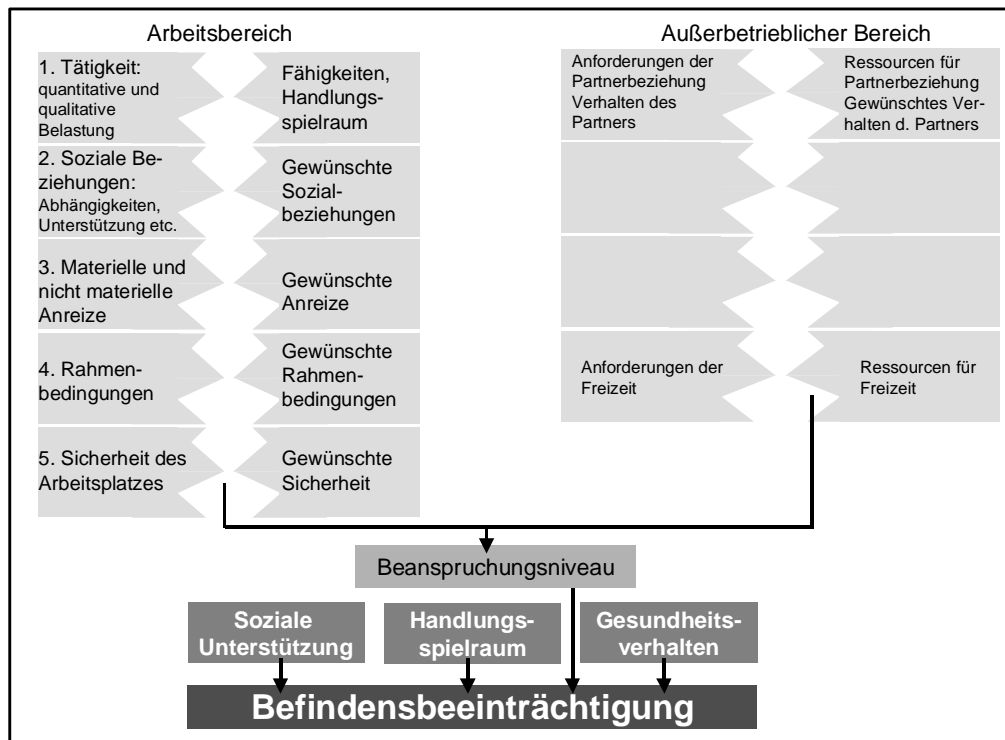 Arbeitsbereich
1. Tätigkeit:
quantitative und
qualitative
Belastung
Fähigkeiten,
Handlungs-
spielraum
2. Soziale Be-
ziehungen:
Abhängigkeiten,
Unterstützung etc.
Gewünschte
Sozial-
beziehungen
3. Materielle und
nicht materielle
Anreize
Gewünschte
Anreize
4. Rahmen-
bedingungen
Gewünschte
Rahmen-
bedingungen
5. Sicherheit des
Arbeitsplatzes
Gewünschte
Sicherheit
Außerbetrieblicher Bereich
Anforderungen der
Partnerbeziehung
Verhalten des
Partners
Ressourcen für
Partnerbeziehung
Gewünschtes Ver-
halten d. Partners
Anforderungen der
Freizeit
Ressourcen für
Freizeit
Beanspruchungsniveau
Soziale
Unterstützung
Handlungs-
spielraum
Gesundheits-
verhalten
Befindensbeeinträchtigung